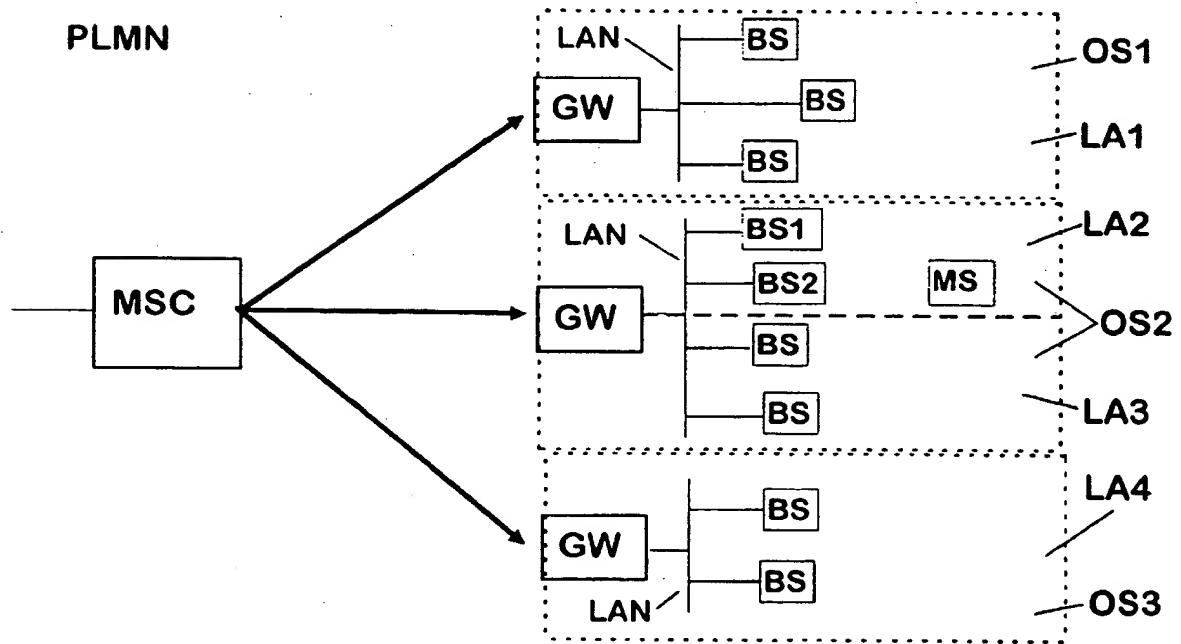 PLMN
LAN
BS
OS1
GW
BS
LA1
BS
LAN
BS1
LA2
MSC
BS2
MS
GW
OS2
BS
BS
LA3
LA4
BS
GW
BS
LAN
OS3